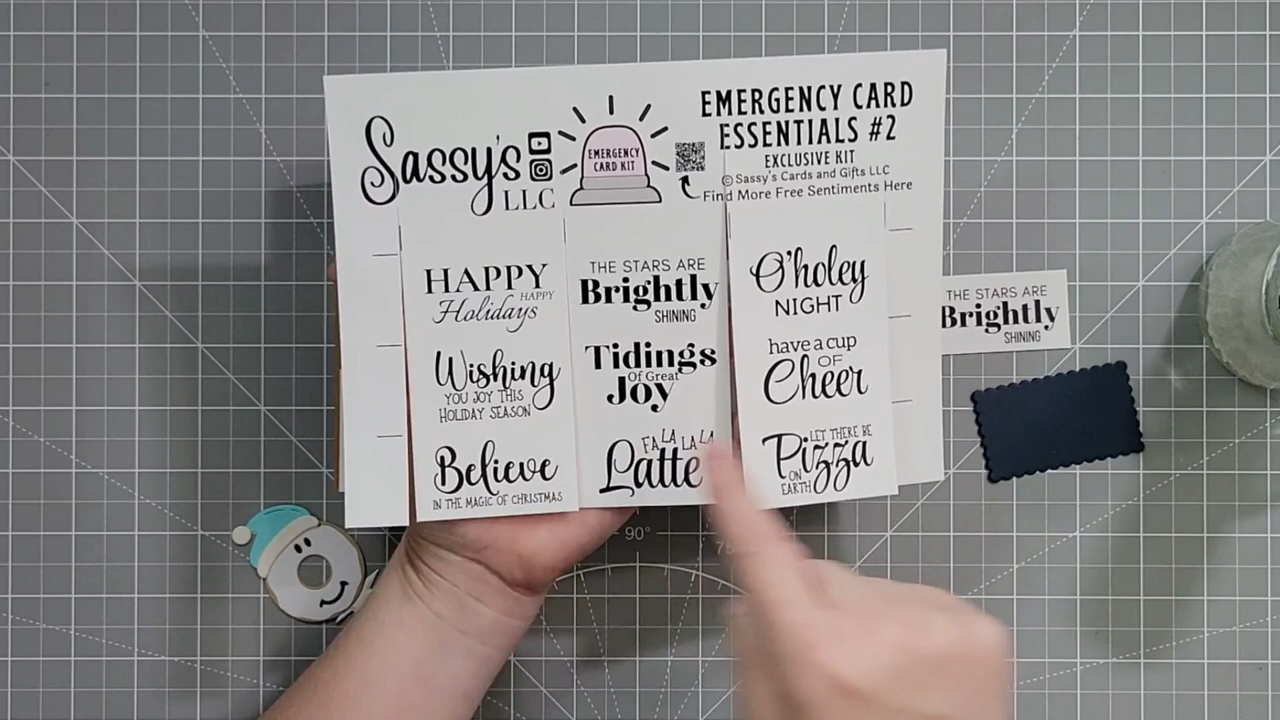 Sassy's
LLC
EMERGENCY
CARD KIT
EMERGENCY CARD
ESSENTIALS #2
EXCLUSIVE KIT
© Sassy's Cards and Gifts LLC
Find More Free Sentiments Here
HAPPY
HAPPY
Holidays
Wishing
YOU JOY THIS
HOLIDAY SEASON
Believe
IN THE MAGIC OF CHRISTMAS
THE STARS ARE
Brightly
SHINING
Tidings
Of Great
Joy
FA LA LA LA
Latte
O'holey
NIGHT
have a cup
OF
Cheer
LET THERE BE
Pizza
ON
EARTH
THE STARS ARE
Brightly
SHINING
90°